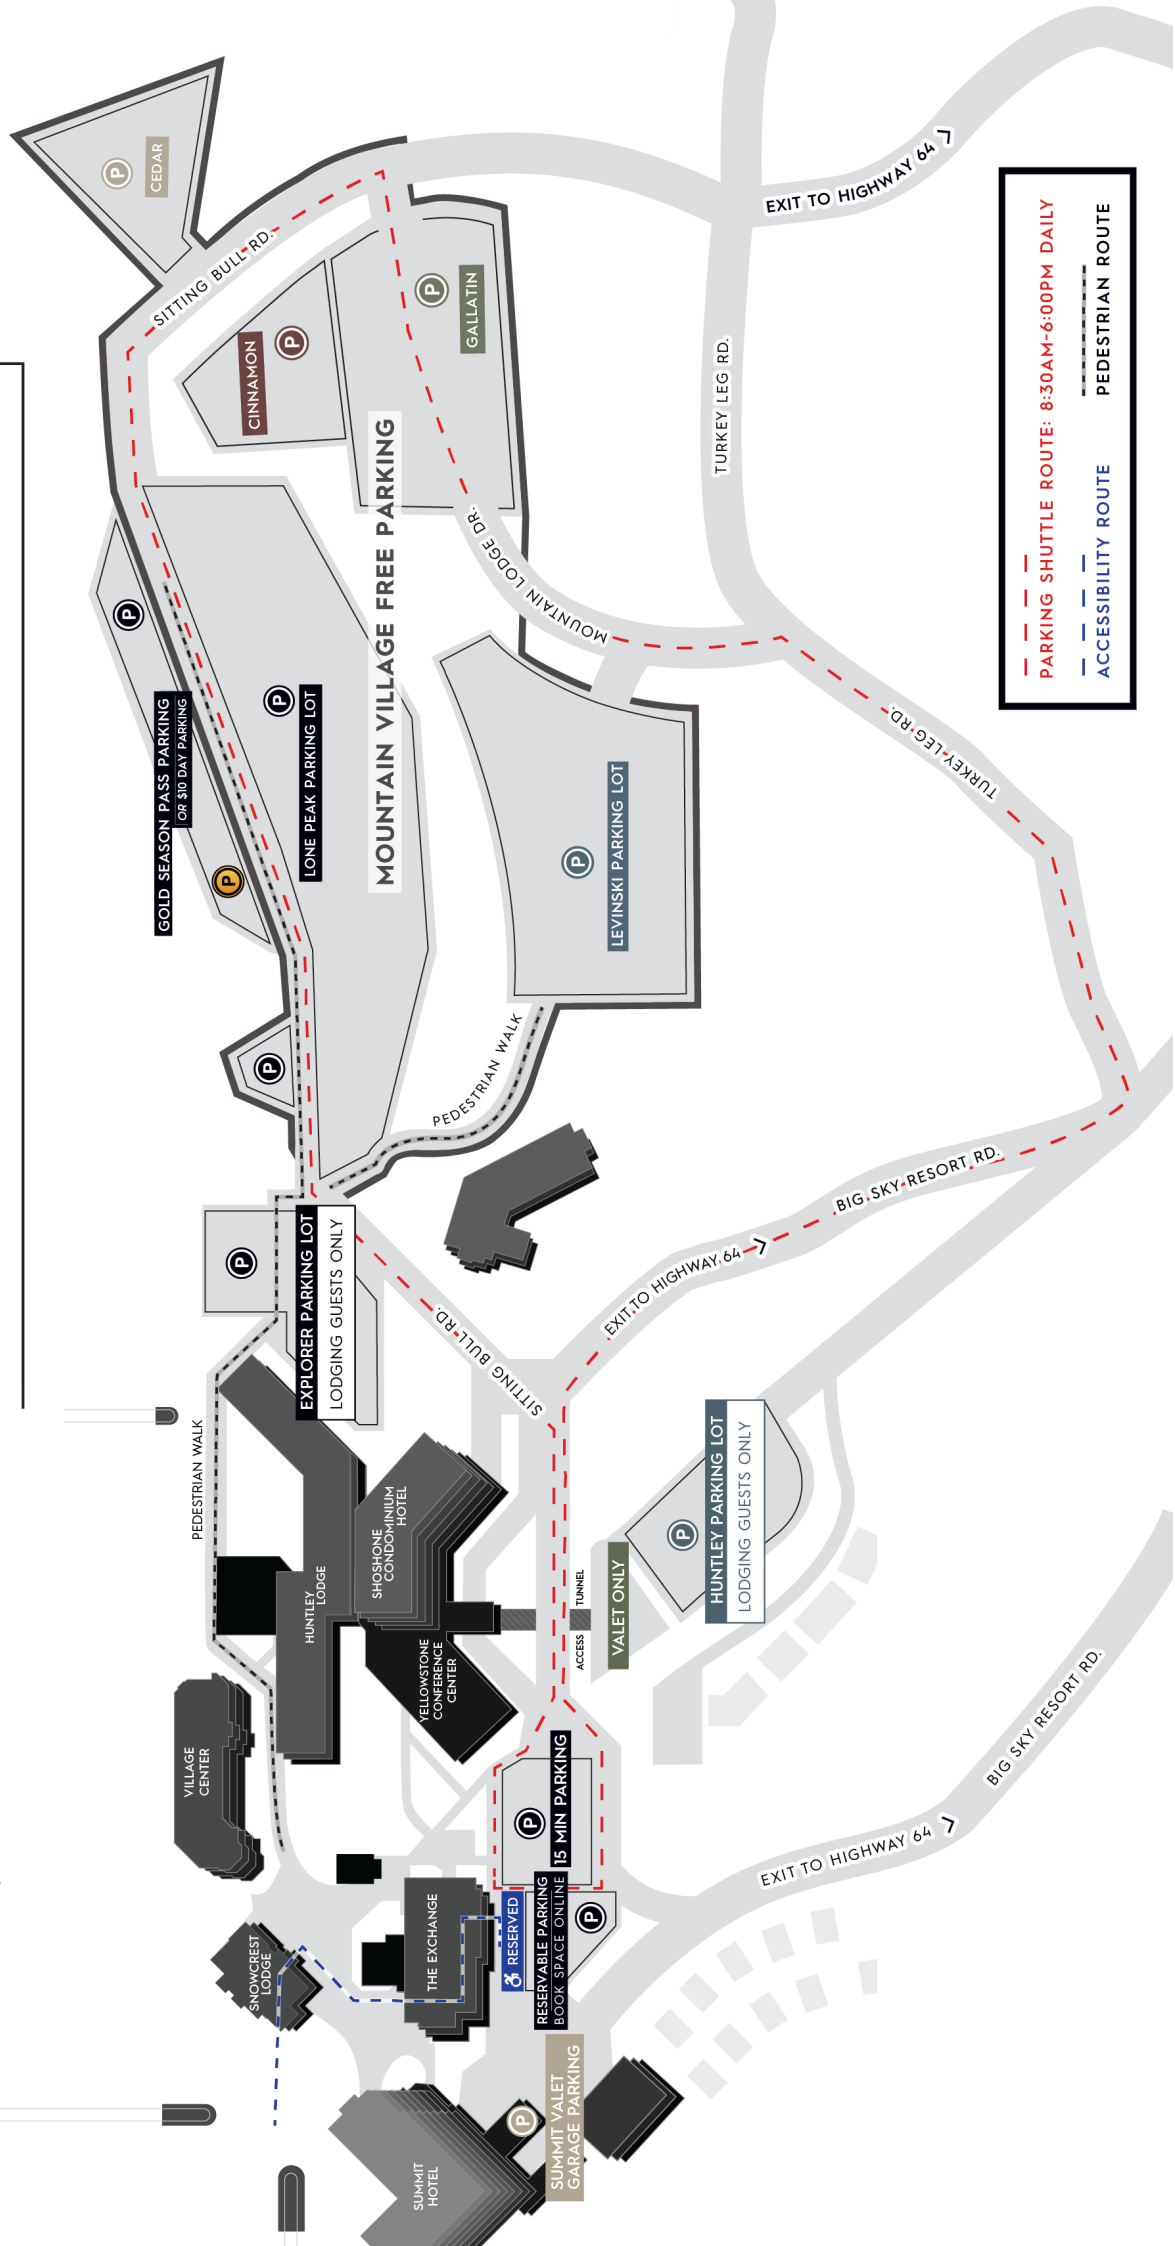 SUMMIT
HOTEL
SUMMIT VALET
GARAGE PARKING
P
SNOWCREST
LODGE
THE EXCHANGE
RESERVED
RESERVABLE PARKING
BOOK SPACE ONLINE
P
15 MIN PARKING
P
VILLAGE
CENTER
PEDESTRIAN WALK
HUNTLEY
LODGE
SHOSHONE
CONDOMINIUM
HOTEL
YELLOWSTONE
CONFERENCE
CENTER
ACCESS TUNNEL
VALET ONLY
P
HUNTLEY PARKING LOT
LODGING GUESTS ONLY
EXIT TO HIGHWAY 64 >
BIG SKY RESORT RD.
SITTING BULL RD.
P
EXPLORER PARKING LOT
LODGING GUESTS ONLY
EXIT TO HIGHWAY 64 >
BIG SKY RESORT RD.
PEDESTRIAN WALK
P
P
GOLD SEASON PASS PARKING
OR $10 DAY PARKING
P
P
LONE PEAK PARKING LOT
MOUNTAIN VILLAGE FREE PARKING
P
LEVINSKI PARKING LOT
MOUNTAIN LODGE DR.
TURKEY LEG RD.
TURKEY LEG RD.
SITTING BULL RD.
P
CEDAR
P
CINNAMON
P
GALLATIN
EXIT TO HIGHWAY 64 >
PARKING SHUTTLE ROUTE: 8:30AM-6:00PM DAILY
ACCESSIBILITY ROUTE
PEDESTRIAN ROUTE